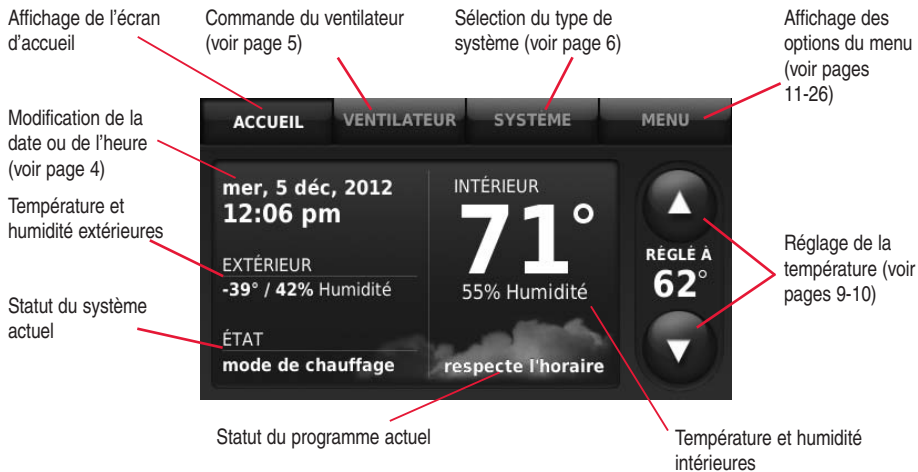 Affichage de l'écran
d'accueil
Commande du ventilateur
(voir page 5)
Sélection du type de
système (voir page 6)
Affichage des
options du menu
(voir pages
11-26)
Modification de la
date ou de l'heure
(voir page 4)
Température et
humidité extérieures
Statut du système
actuel
ACCUEIL
VENTILATEUR
SYSTÈME
MENU
mer, 5 déc, 2012
12:06 pm
EXTÉRIEUR
-39° / 42% Humidité
ÉTAT
mode de chauffage
INTÉRIEUR
71°
55% Humidité
respecte l'horaire
RÉGLÉ À
62°
Réglage de la
température (voir
pages 9-10)
Statut du programme actuel
Température et humidité
intérieures